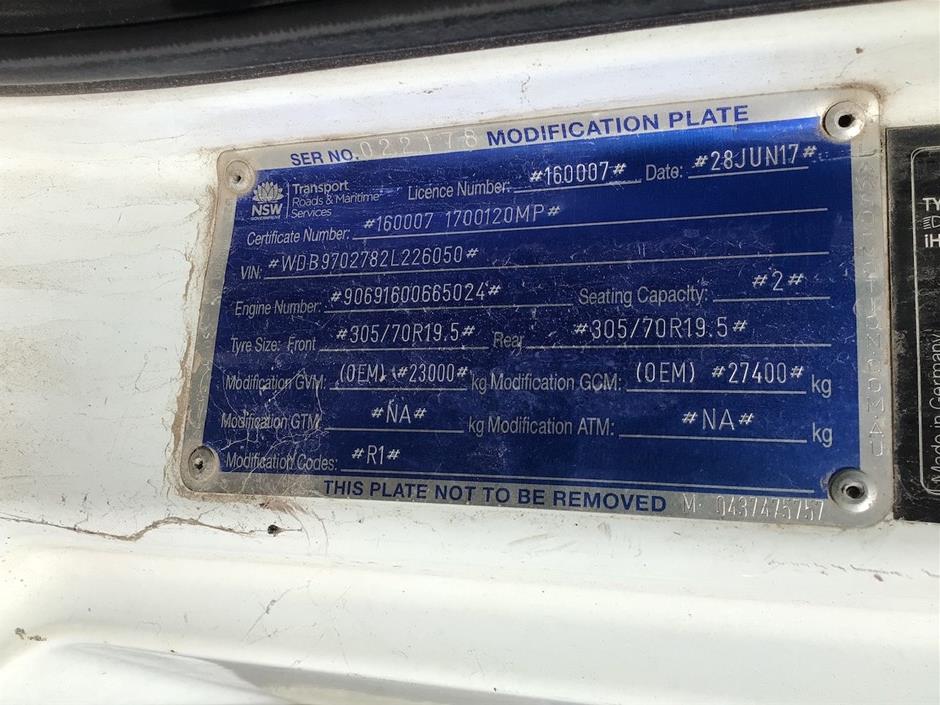 SER NO. 022178 MODIFICATION PLATE
NSW
GOVERNMENT
Transport
Roads & Maritime
Services
Licence Number: #160007# Date: #28JUN17#
Certificate Number: #160007 1700120MP#
VIN: #WDB9702782L226050#
Engine Number: #90691600665024# Seating Capacity: #2#
Tyre Size: Front #305/70R19.5# Rear #305/70R19.5#
Modification GVM: (OEM) #23000# kg Modification GCM: (OEM) #27400# kg
Modification GTM: #NA# kg Modification ATM: #NA# kg
Modification Codes: #R1#
THIS PLATE NOT TO BE REMOVED M. 0437475757
TY
iH
Made in Germany